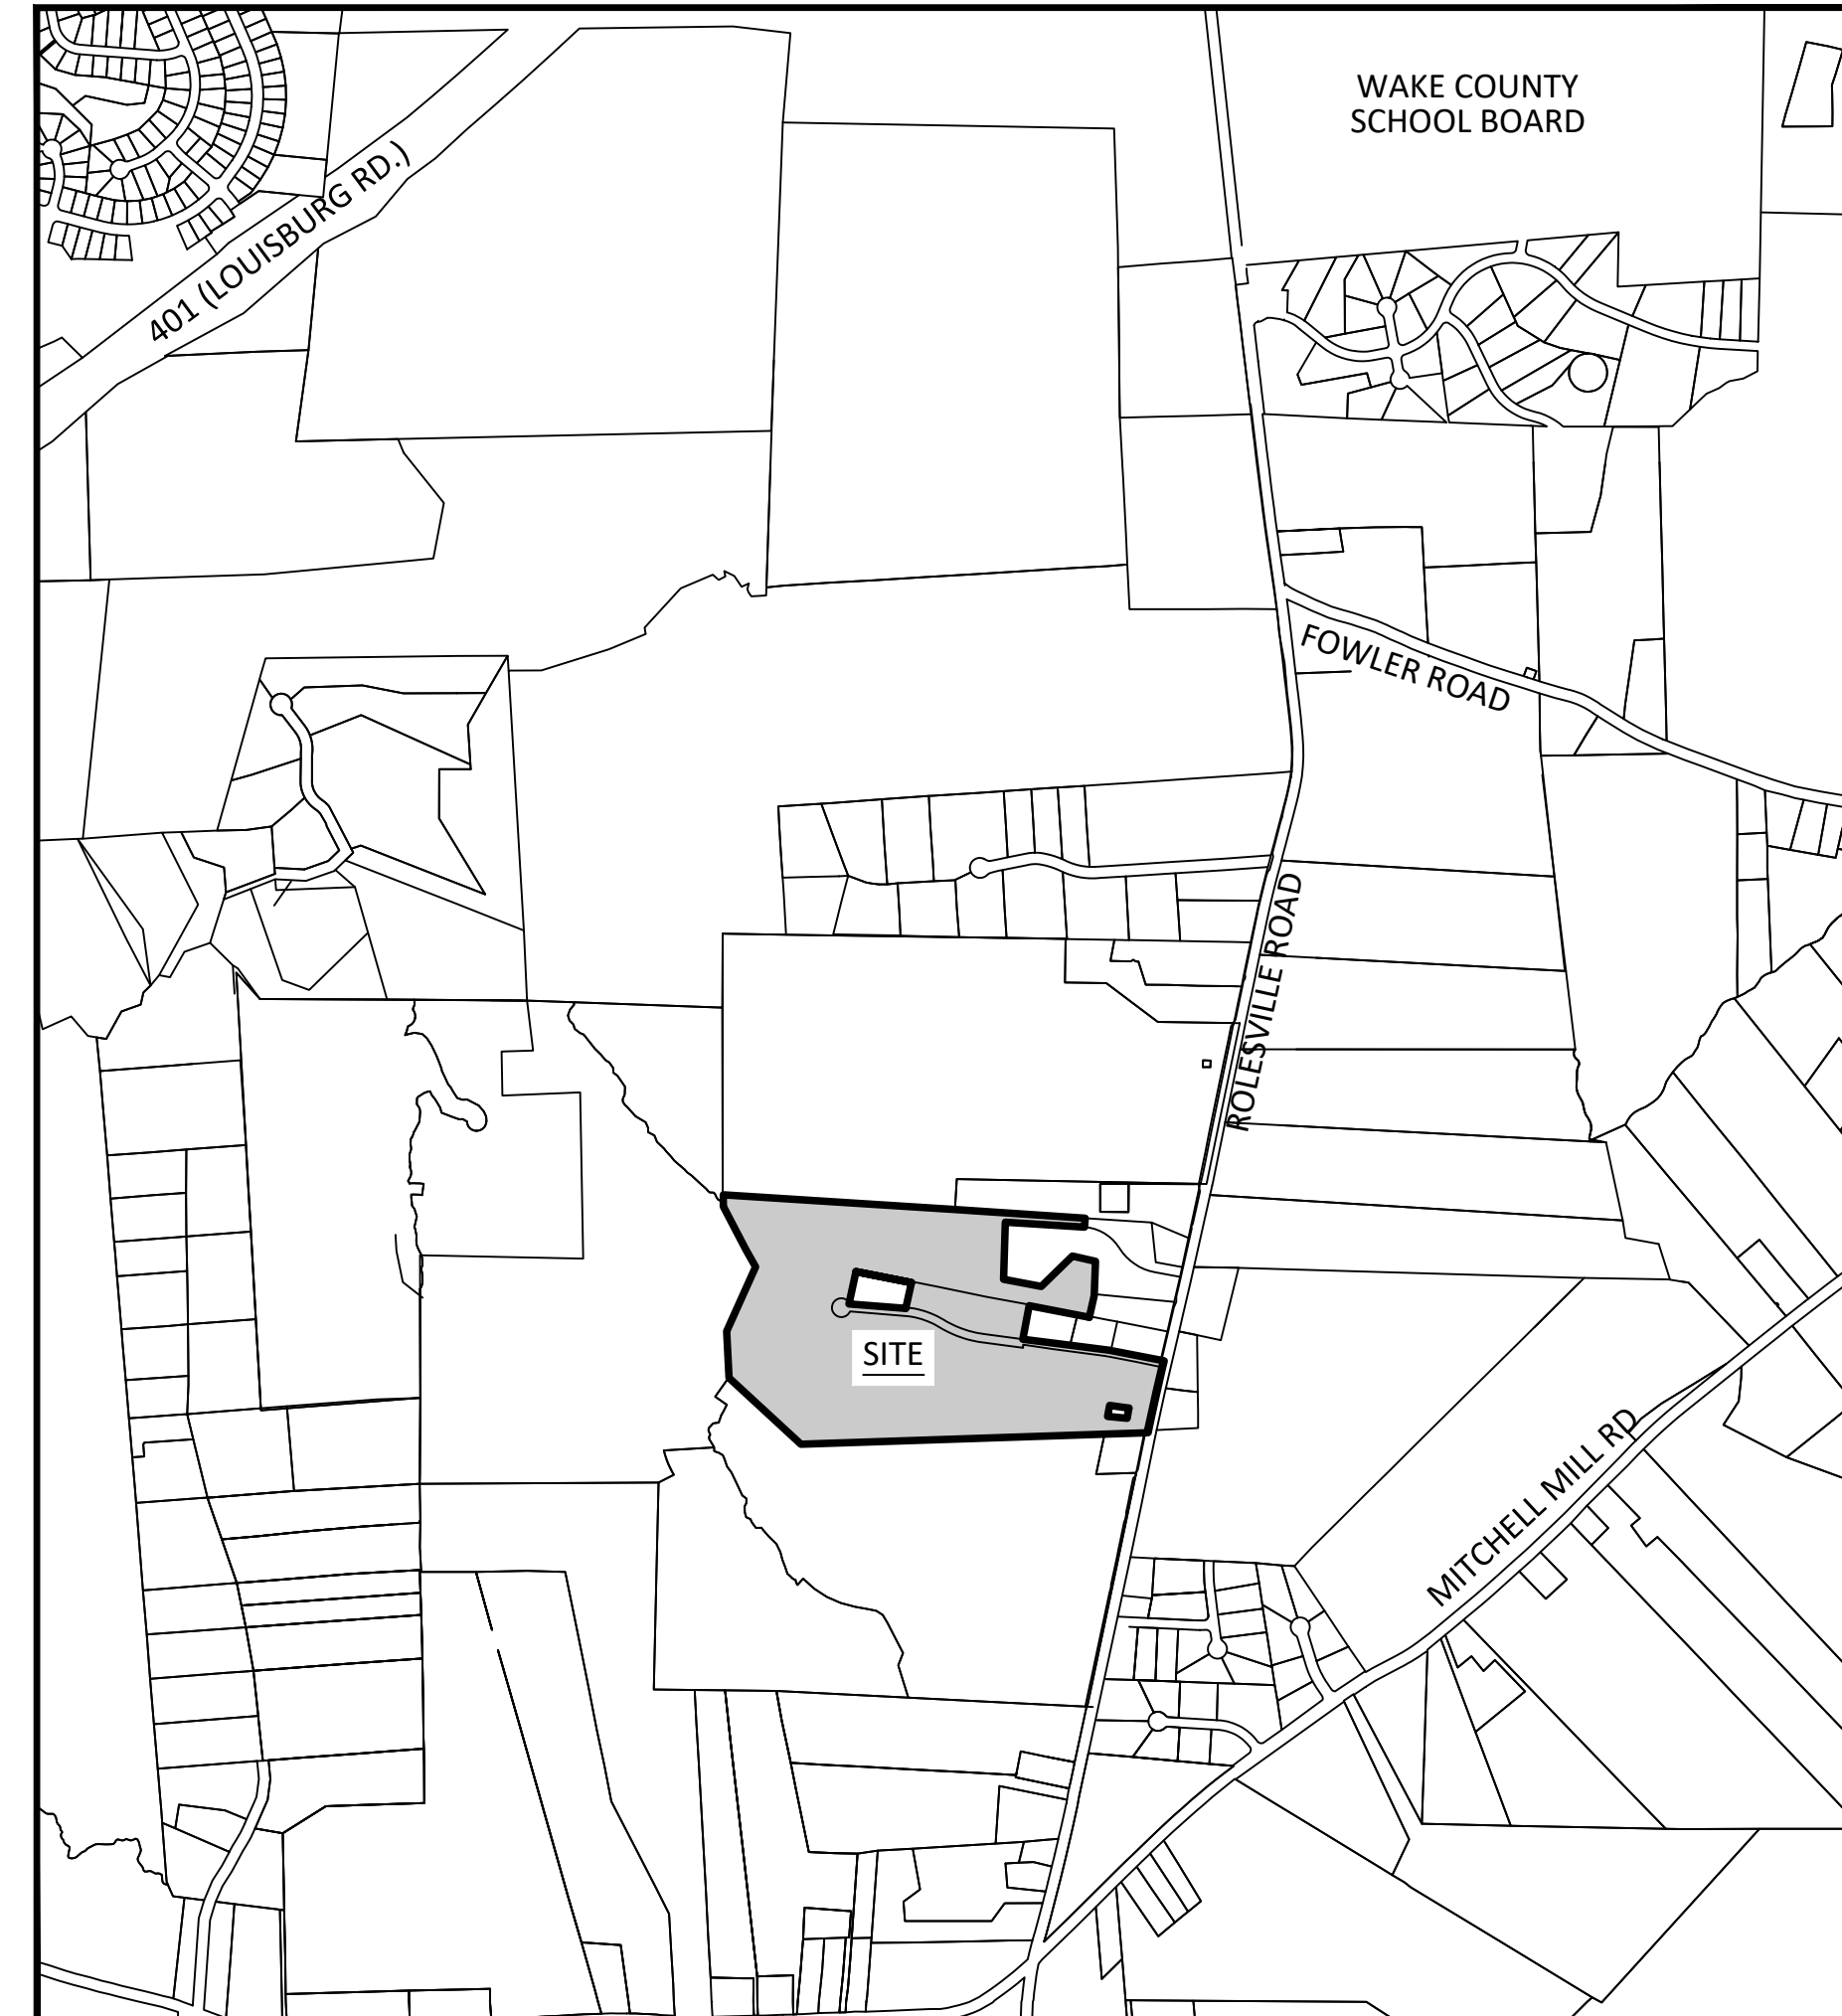 WAKE COUNTY
SCHOOL BOARD
401 (LOUISBURG RD.)
FOWLER ROAD
ROLESVILLE ROAD
SITE
MITCHELL MILL RD